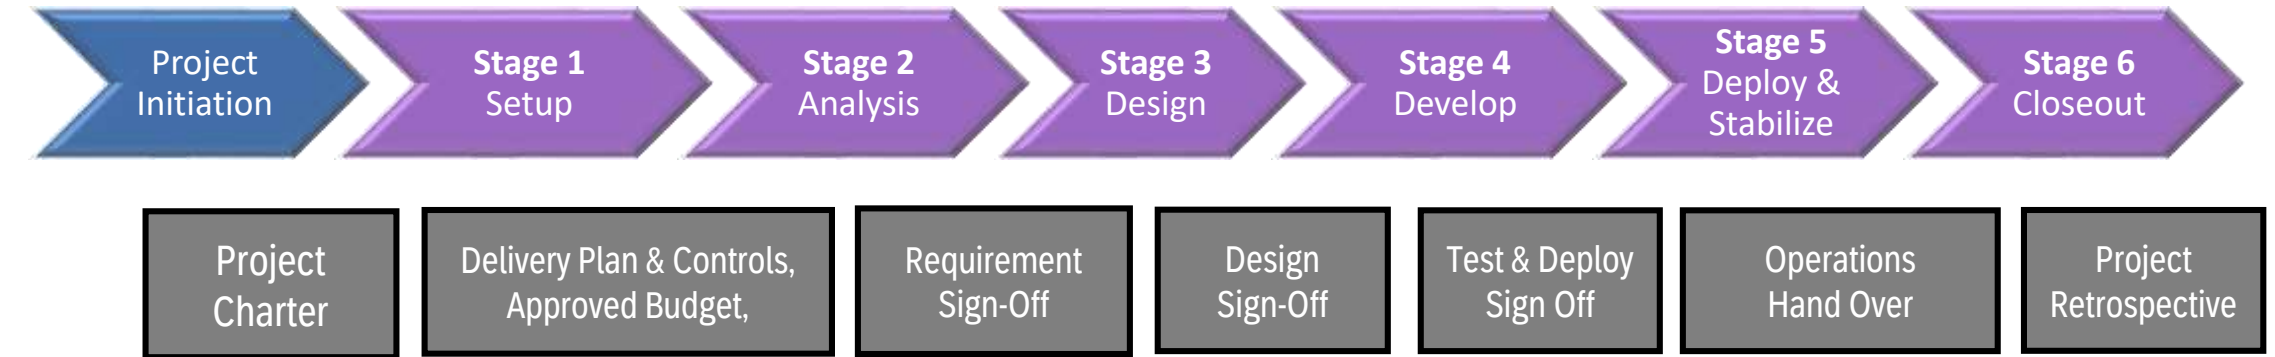 Project
Initiation
Stage 1
Setup
Stage 2
Analysis
Stage 3
Design
Stage 4
Develop
Stage 5
Deploy &
Stabilize
Stage 6
Closeout
Project
Charter
Delivery Plan & Controls,
Approved Budget,
Requirement
Sign-Off
Design
Sign-Off
Test & Deploy
Sign Off
Operations
Hand Over
Project
Retrospective